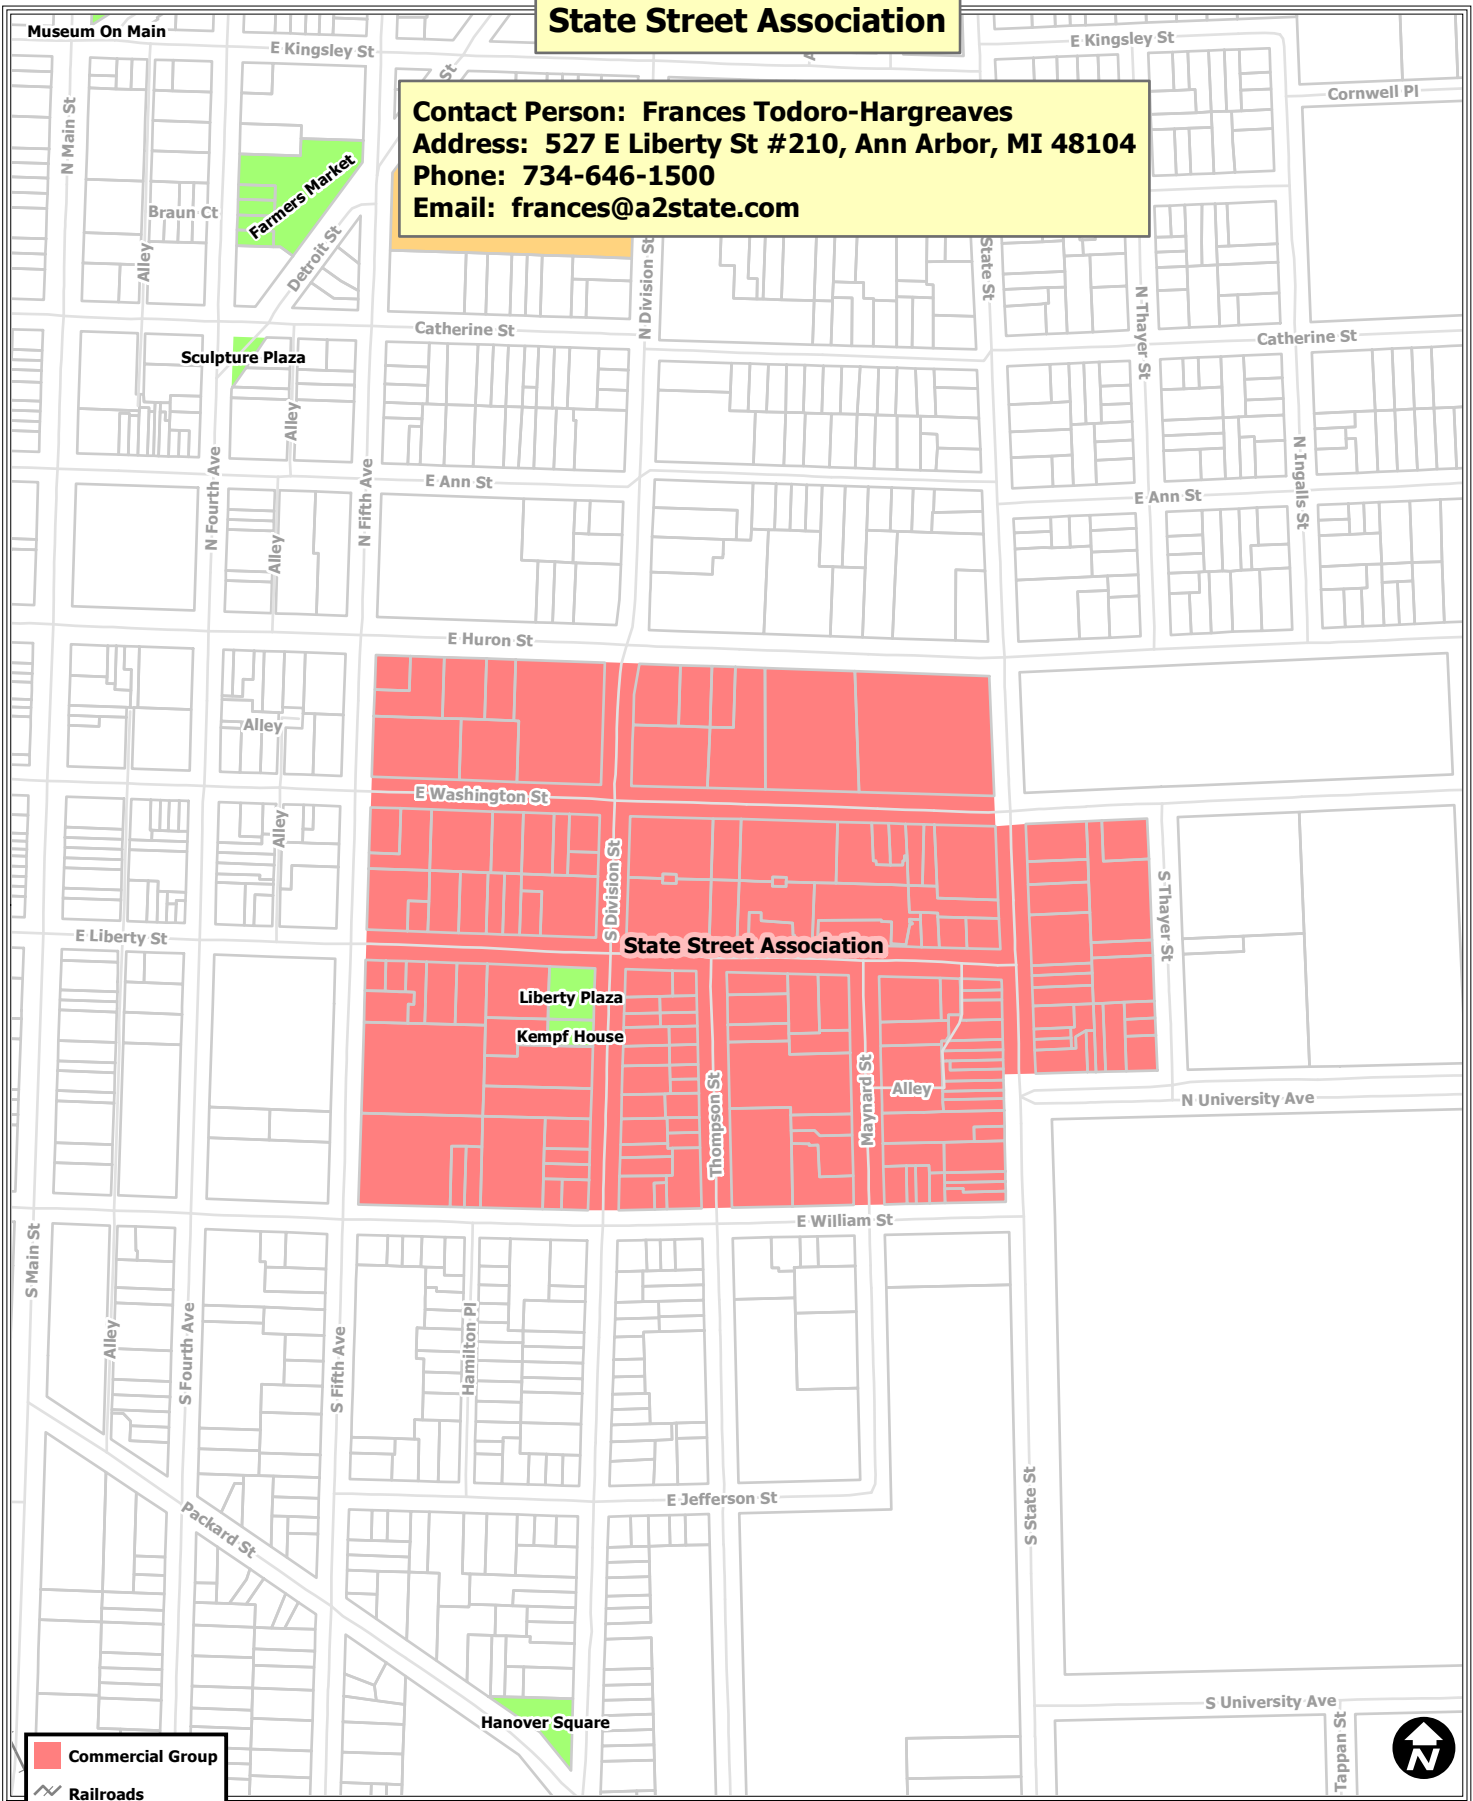 State Street Association
Museum On Main
E Kingsley St
E Kingsley St
St
A
Cornwell Pl
Contact Person: Frances Todoro-Hargreaves
Address: 527 E Liberty St #210, Ann Arbor, MI 48104
Phone: 734-646-1500
Email: frances@a2state.com
N Main St
Farmers Market
Braun Ct
Alley
Detroit St
N Division St
State St
N Thayer St
Catherine St
Catherine St
Sculpture Plaza
Alley
N Fourth Ave
N Fifth Ave
E Ann St
E Ann St
N Ingalls St
Alley
E Huron St
Alley
E Washington St
Alley
S Division St
S Thayer St
E Liberty St
State Street Association
Liberty Plaza
Kempf House
Thompson St
Maynard St
Alley
N University Ave
E William St
S Main St
Alley
S Fourth Ave
S Fifth Ave
Hamilton Pl
E Jefferson St
S State St
Packard St
S University Ave
Hanover Square
Tappan St
N
Commercial Group
Railroads